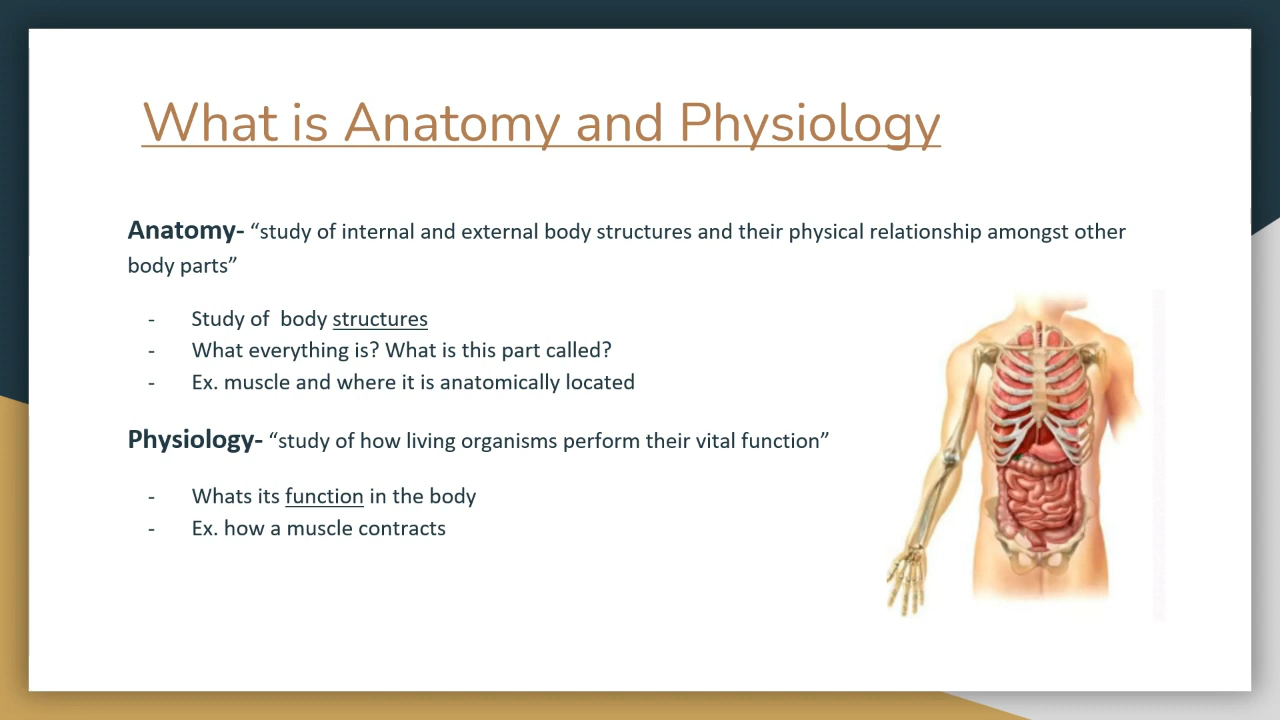 What is Anatomy and Physiology
Anatomy- “study of internal and external body structures and their physical relationship amongst other
body parts”
- Study of  body structures
- What everything is? What is this part called?
- Ex. muscle and where it is anatomically located
Physiology- “study of how living organisms perform their vital function”
- Whats its function in the body
- Ex. how a muscle contracts